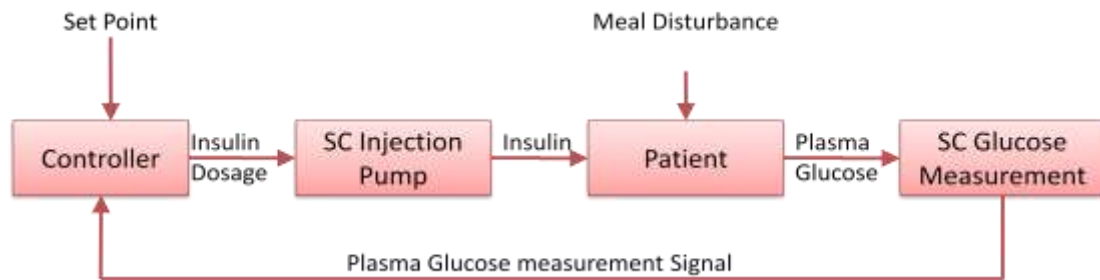 Set Point
Meal Disturbance
Controller
Insulin
Dosage
SC Injection
Pump
Insulin
Patient
Plasma
Glucose
SC Glucose
Measurement
Plasma Glucose measurement Signal